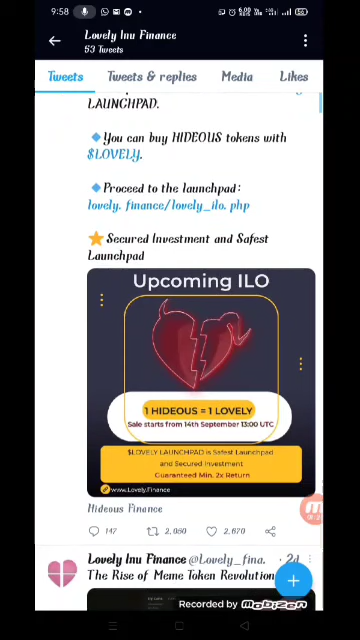 9:58
6.00
Lovely Inu Finance
53 Tweets
Tweets
Tweets & replies
Media
Likes
LAUNCHPAD.
You can buy HIDEOUS tokens with
$LOVELY.
Proceed to the launchpad:
lovely. finance/lovely_ilo. php
Secured Investment and Safest
Launchpad
Upcoming ILO
1 HIDEOUS = 1 LOVELY
Sale starts from 14th September 13:00 UTC
$LOVELY LAUNCHPAD is Safest Launchpad
and Secured Investment
Guaranteed Min. 2x Return
www.Lovely.Finance
Hideous Finance
147
2,080
2,670
Lovely Inu Finance @Lovely_fina. · 2d
The Rise of Meme Token Revolution
Recorded by
MOBIZEN